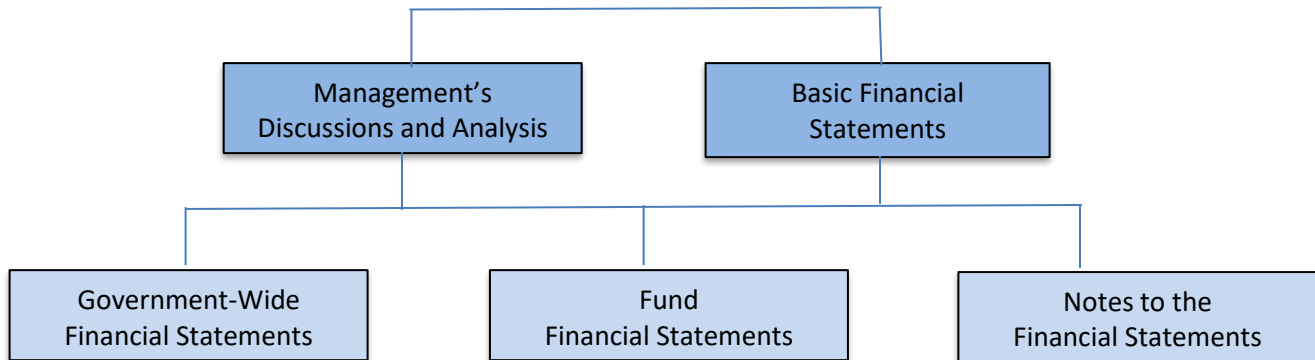 Management’s
Discussions and Analysis
Basic Financial
Statements
Government-Wide
Financial Statements
Fund
Financial Statements
Notes to the
Financial Statements